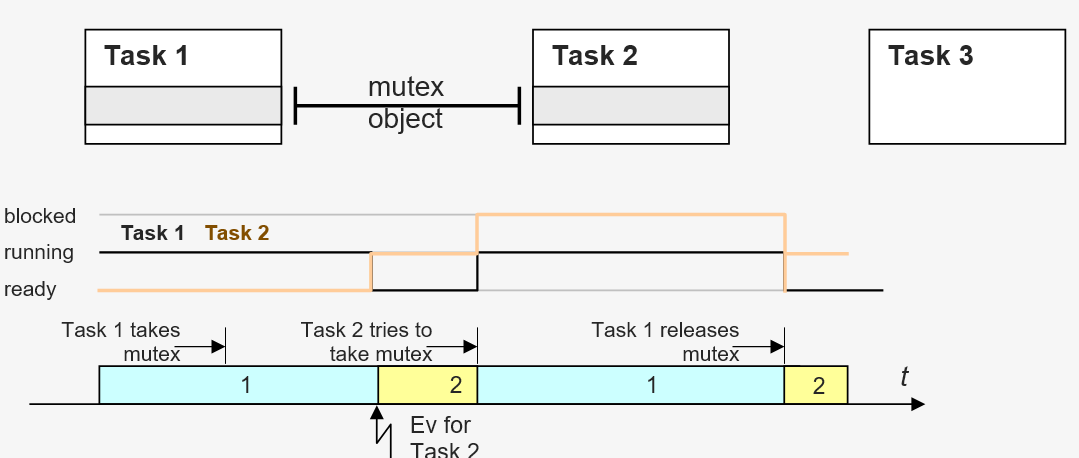 Task 1
Task 2
Task 3
mutex
object
blocked
Task 1 Task 2
running
ready
Task 1 takes
mutex
Task 2 tries to
take mutex
Task 1 releases
mutex
1
2
1
2
t
Ev for
Task 2